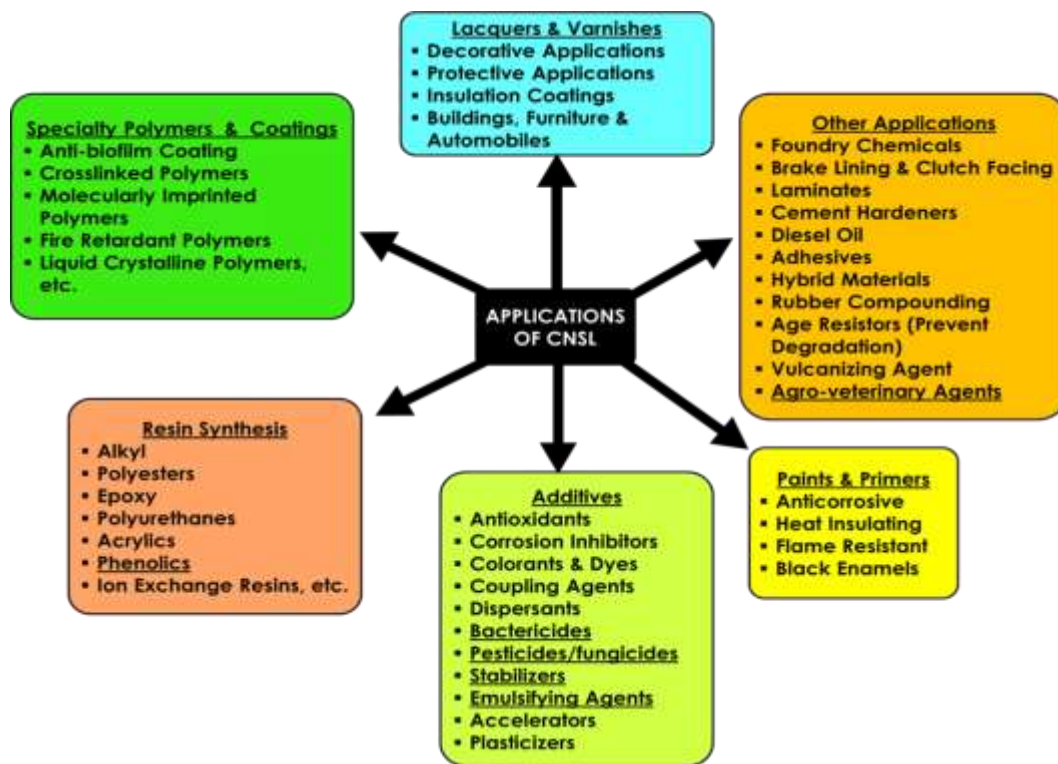 Lacquers & Varnishes
▪ Decorative Applications
▪ Protective Applications
▪ Insulation Coatings
▪ Buildings, Furniture &
Automobiles
Specialty Polymers & Coatings
▪ Anti-biofilm Coating
▪ Crosslinked Polymers
▪ Molecularly Imprinted
Polymers
▪ Fire Retardant Polymers
▪ Liquid Crystalline Polymers,
etc.
Other Applications
▪ Foundry Chemicals
▪ Brake Lining & Clutch Facing
▪ Laminates
▪ Cement Hardeners
▪ Diesel Oil
▪ Adhesives
▪ Hybrid Materials
▪ Rubber Compounding
▪ Age Resistors (Prevent
Degradation)
▪ Vulcanizing Agent
▪ Agro-veterinary Agents
APPLICATIONS
OF CNSL
Resin Synthesis
▪ Alkyl
▪ Polyesters
▪ Epoxy
▪ Polyurethanes
▪ Acrylics
▪ Phenolics
▪ Ion Exchange Resins, etc.
Additives
▪ Antioxidants
▪ Corrosion Inhibitors
▪ Colorants & Dyes
▪ Coupling Agents
▪ Dispersants
▪ Bactericides
▪ Pesticides/fungicides
▪ Stabilizers
▪ Emulsifying Agents
▪ Accelerators
▪ Plasticizers
Paints & Primers
▪ Anticorrosive
▪ Heat Insulating
▪ Flame Resistant
▪ Black Enamels